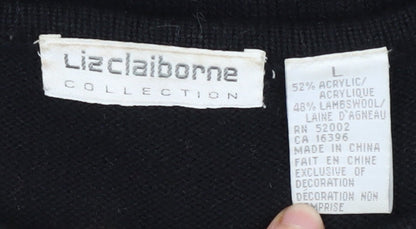 Lizclaiborne
COLLECTION
L
52% ACRYLIC/
ACRYLIQUE
48% LAMBSWOOL/
LAINE D'AGNEAU
RN 52002
CA 16396
MADE IN CHINA
FAIT EN CHINE
EXCLUSIVE OF
DECORATION
DECORATION NON
COMPRISE